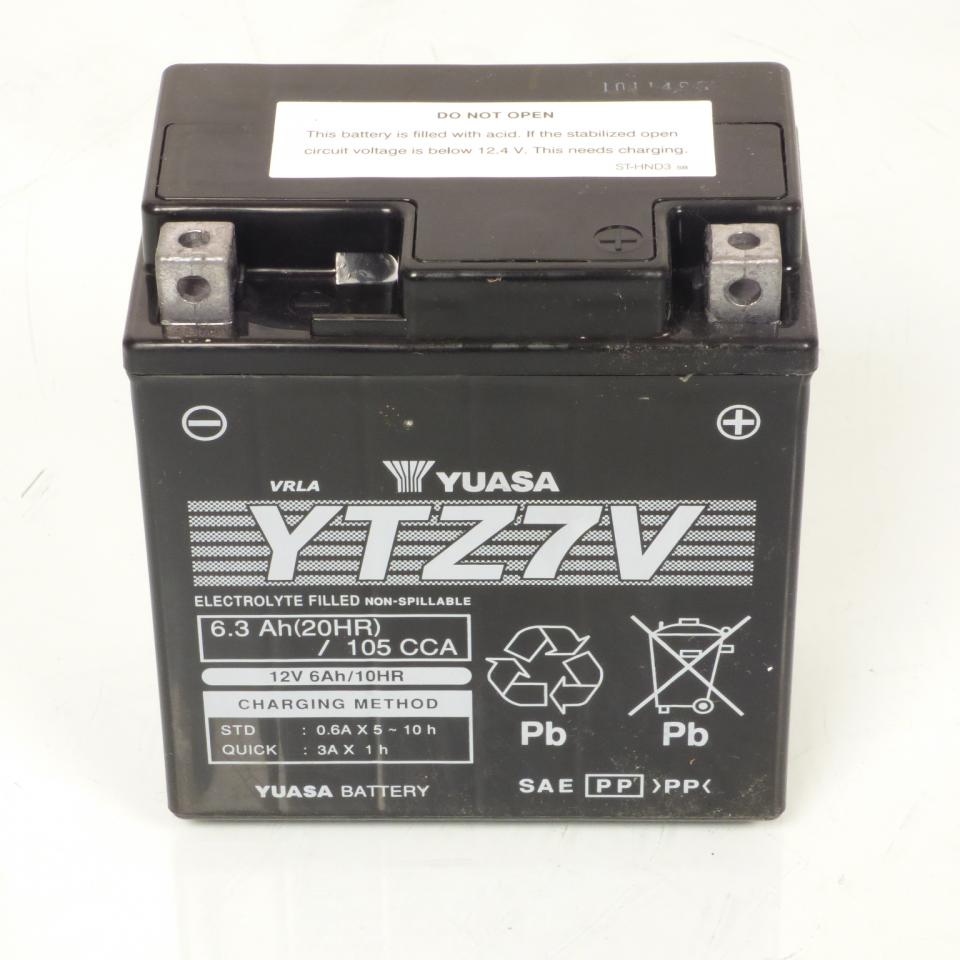 DO NOT OPEN
This battery is filled with acid. If the stabilized open
circuit voltage is below 12.4 V. This needs charging.
ST-HND3 SB
VRLA YUASA
YTZ7V
ELECTROLYTE FILLED NON-SPILLABLE
6.3 Ah(20HR)
/ 105 CCA
12V 6Ah/10HR
CHARGING METHOD
STD : 0.6A X 5 ~ 10 h
QUICK : 3A X 1 h
Pb Pb
YUASA BATTERY
SAE PP >PP<